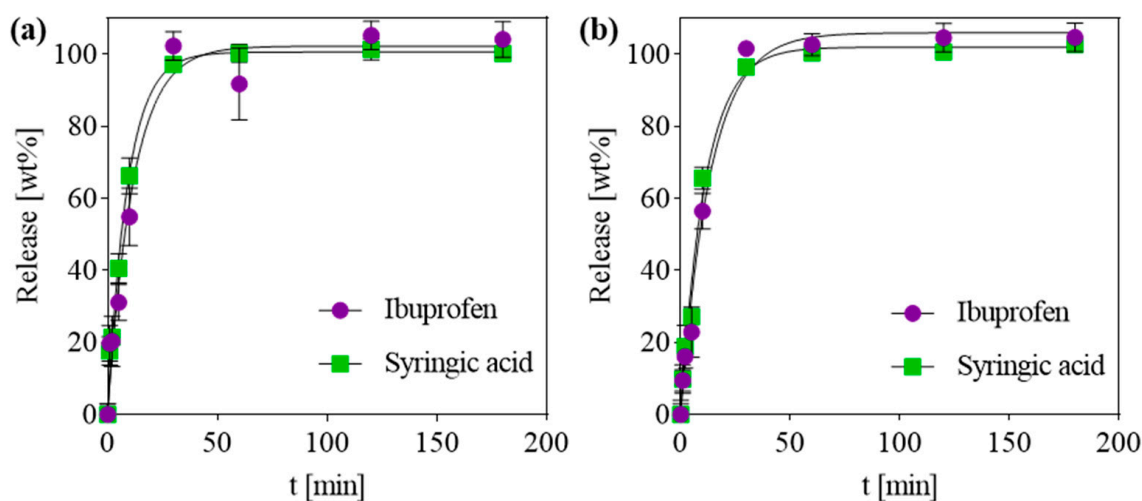 (a)
Release [wt%]
100
80
60
40
20
0
0 50 100 150 200
t [min]
Ibuprofen
Syringic acid
(b)
Release [wt%]
100
80
60
40
20
0
0 50 100 150 200
t [min]
Ibuprofen
Syringic acid